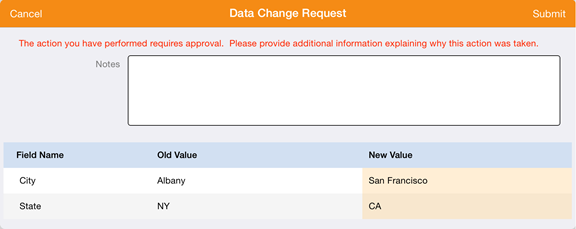 Cancel Data Change Request Submit
The action you have performed requires approval.  Please provide additional information explaining why this action was taken.
Notes
Field Name Old Value New Value
City Albany San Francisco
State NY CA